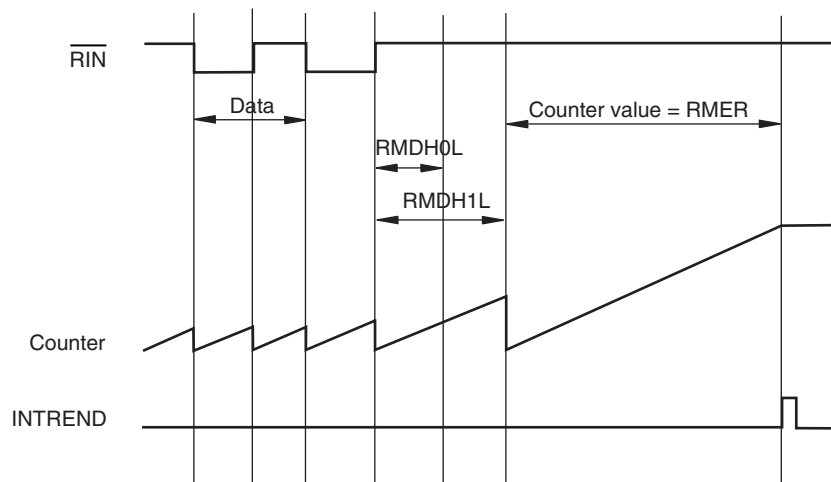 RIN
Data
Counter value = RMER
RMDH0L
RMDH1L
Counter
INTREND